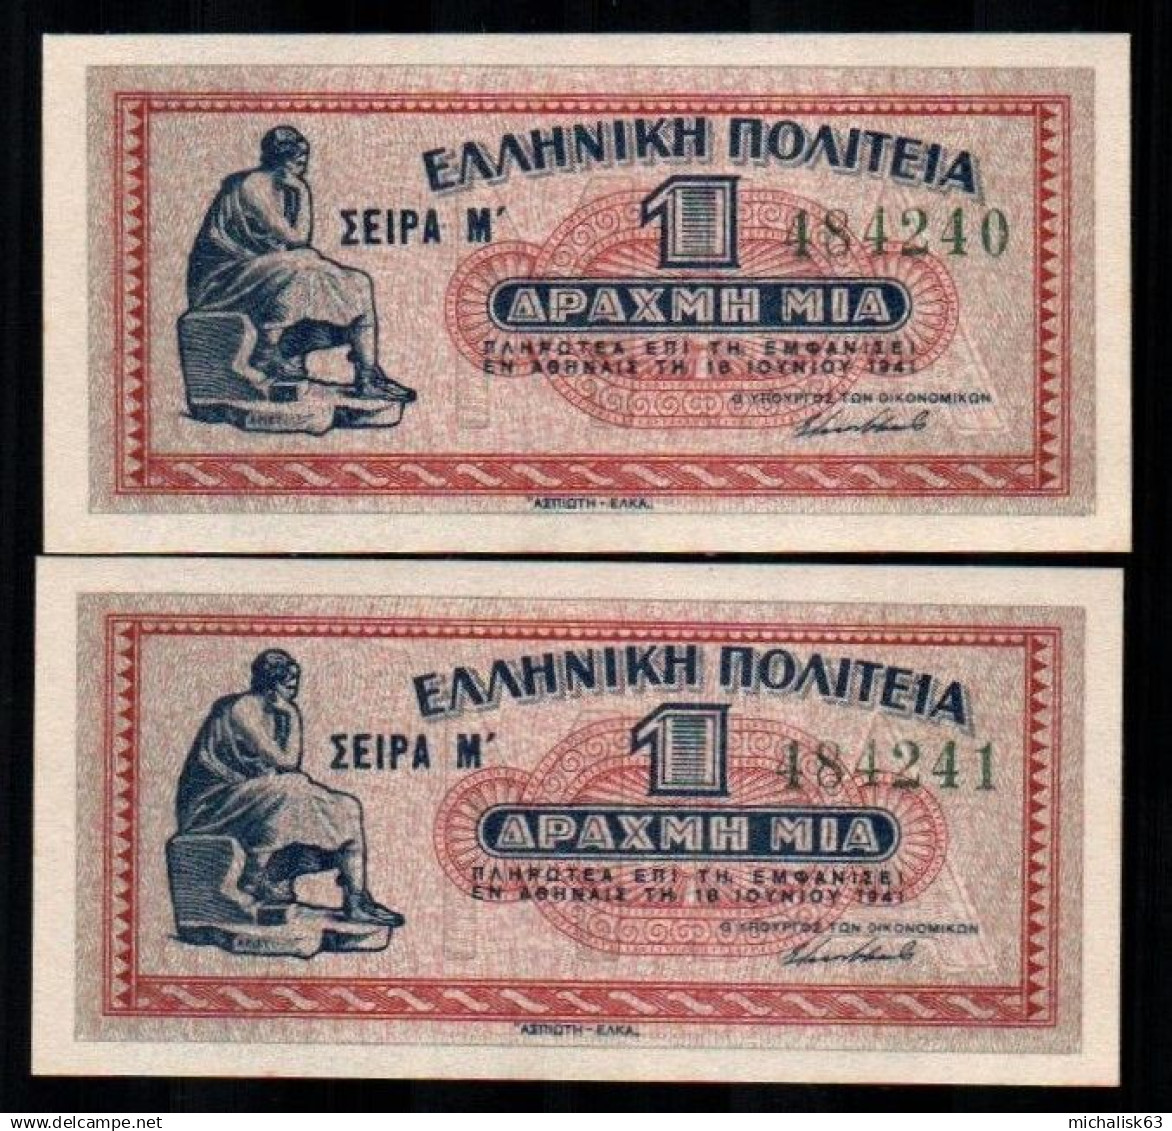 ΕΛΛΗΝΙΚΗ ΠΟΛΙΤΕΙΑ
ΣΕΙΡΑ Μ΄ 1 484240
ΔΡΑΧΜΗ ΜΙΑ
ΠΛΗΡΩΤΕΑ ΕΠΙ ΤΗ ΕΜΦΑΝΙΣΕΙ
ΕΝ ΑΘΗΝΑΙΣ ΤΗ 18 ΙΟΥΝΙΟΥ 1941
Ο ΥΠΟΥΡΓΟΣ ΤΩΝ ΟΙΚΟΝΟΜΙΚΩΝ
"ΑΣΠΙΩΤΗ - ΕΛΚΑ„
ΕΛΛΗΝΙΚΗ ΠΟΛΙΤΕΙΑ
ΣΕΙΡΑ Μ΄ 1 484241
ΔΡΑΧΜΗ ΜΙΑ
ΠΛΗΡΩΤΕΑ ΕΠΙ ΤΗ ΕΜΦΑΝΙΣΕΙ
ΕΝ ΑΘΗΝΑΙΣ ΤΗ 18 ΙΟΥΝΙΟΥ 1941
Ο ΥΠΟΥΡΓΟΣ ΤΩΝ ΟΙΚΟΝΟΜΙΚΩΝ
"ΑΣΠΙΩΤΗ - ΕΛΚΑ„
michalisk63